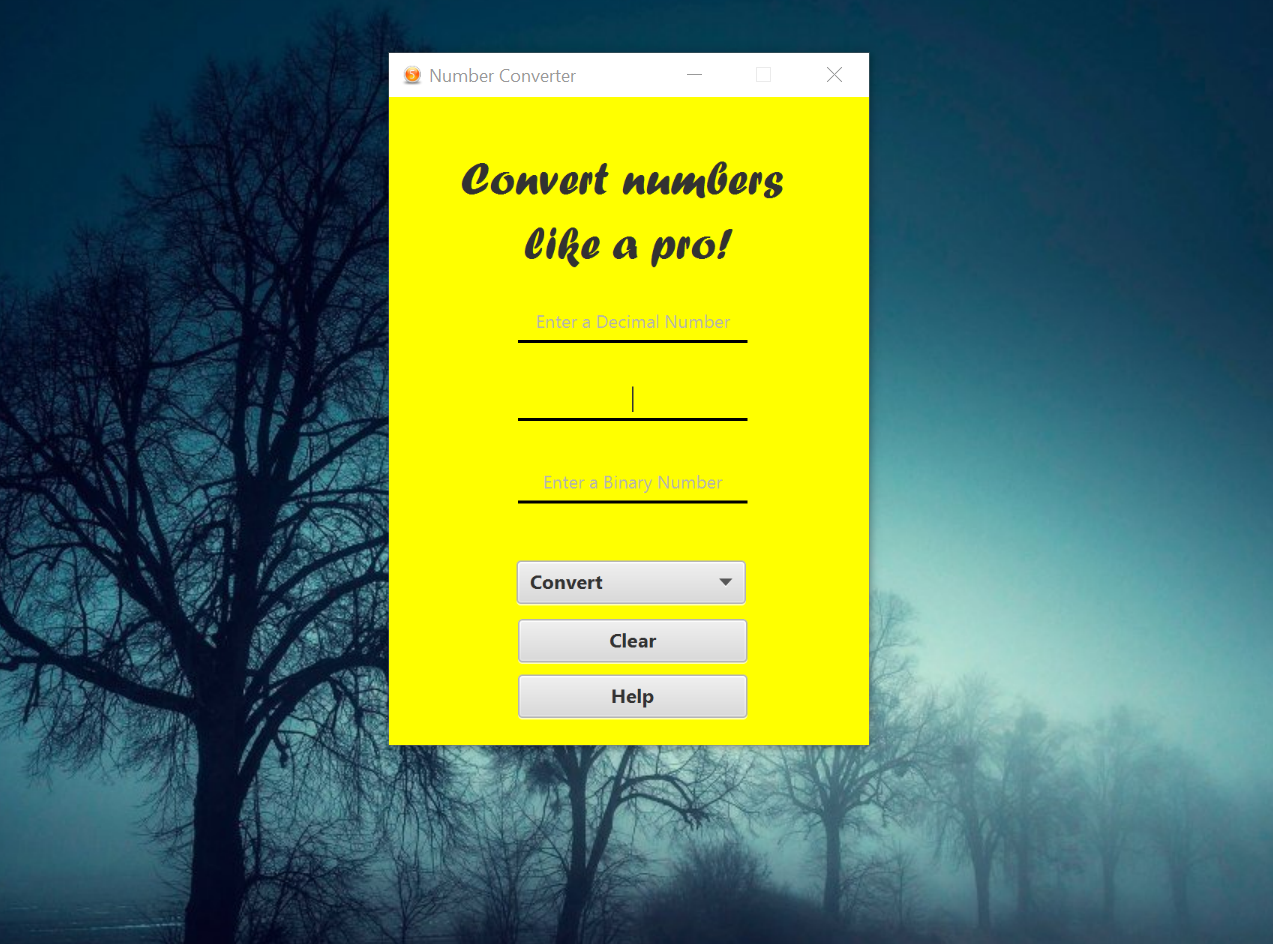 Number Converter
Convert numbers
like a pro!
Enter a Decimal Number
Enter a Binary Number
Convert
Clear
Help